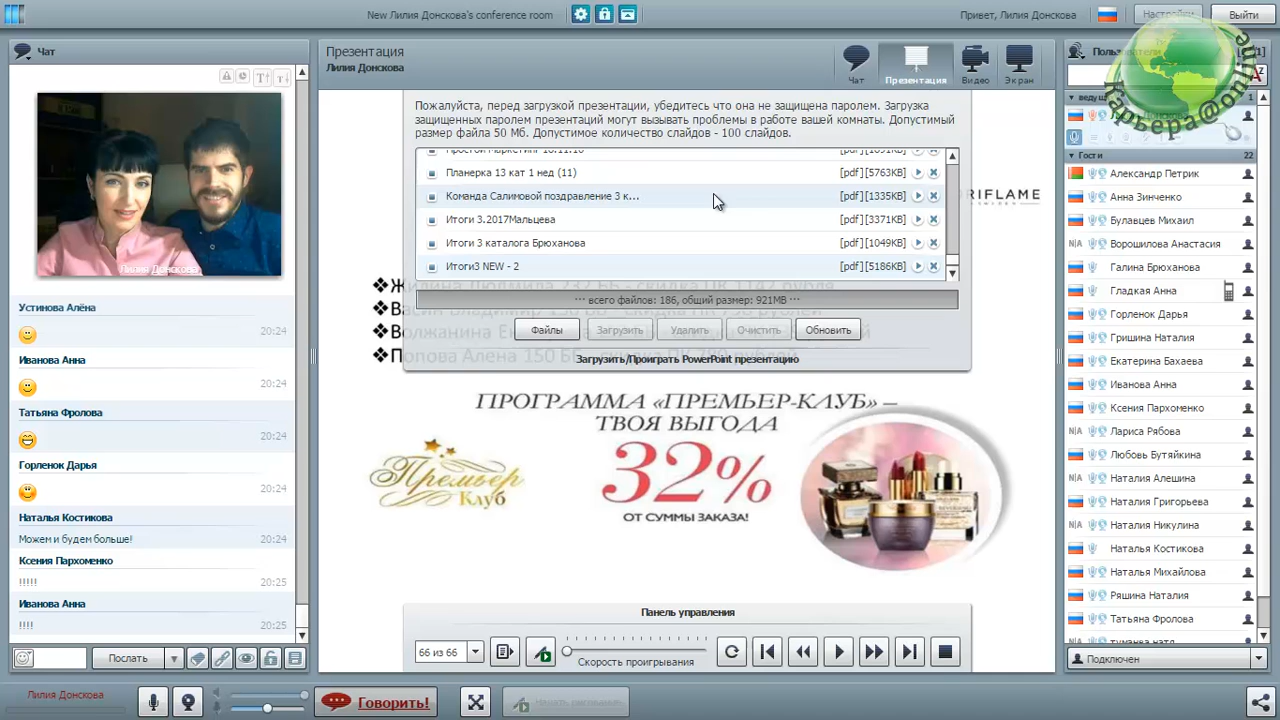 New Лилия Донскова's conference room
Привет, Лилия Донскова
Настройки
Выйти
Чат
Лилия Донскова
Устинова Алёна
20:24
Иванова Анна
20:24
Татьяна Фролова
20:24
Горленок Дарья
20:24
Наталья Костикова
Можем и будем больше!
20:24
Ксения Пархоменко
!!!!!
20:25
Иванова Анна
!!!!
20:25
Послать
Презентация
Лилия Донскова
Чат
Презентация
Видео
Экран
Пожалуйста, перед загрузкой презентации, убедитесь что она не защищена паролем. Загрузка
защищенных паролем презентаций могут вызывать проблемы в работе вашей комнаты. Допустимый
размер файла 50 Мб. Допустимое количество слайдов - 100 слайдов.
Планерка 13 кат 1 нед (11) [pdf][5763KB]
Команда Салимовой поздравление 3 к... [pdf][1335KB]
Итоги 3.2017Мальцева [pdf][3371KB]
Итоги 3 каталога Брюханова [pdf][1049KB]
Итоги3 NEW - 2 [pdf][5186KB]
··· всего файлов: 186, общий размер: 921MB ···
Файлы
Загрузить
Удалить
Очистить
Обновить
Загрузить/Проиграть PowerPoint презентацию
ПРОГРАММА «ПРЕМЬЕР-КЛУБ» –
ТВОЯ ВЫГОДА
Премьер
Клуб
32%
ОТ СУММЫ ЗАКАЗА!
Панель управления
66 из 66
Скорость проигрывания
карьера@online
Гости 22
Александр Петрик
Анна Зинченко
Булавцев Михаил
N/A Ворошилова Анастасия
Галина Брюханова
Гладкая Анна
Горленок Дарья
Гришина Наталия
Екатерина Бахаева
Иванова Анна
Ксения Пархоменко
N/A Лариса Рябова
Любовь Бутяйкина
N/A Наталия Алешина
Наталия Григорьева
N/A Наталия Никулина
Наталья Костикова
Наталья Михайлова
Ряшина Наталия
Татьяна Фролова
Подключен
Лилия Донскова
Говорить!